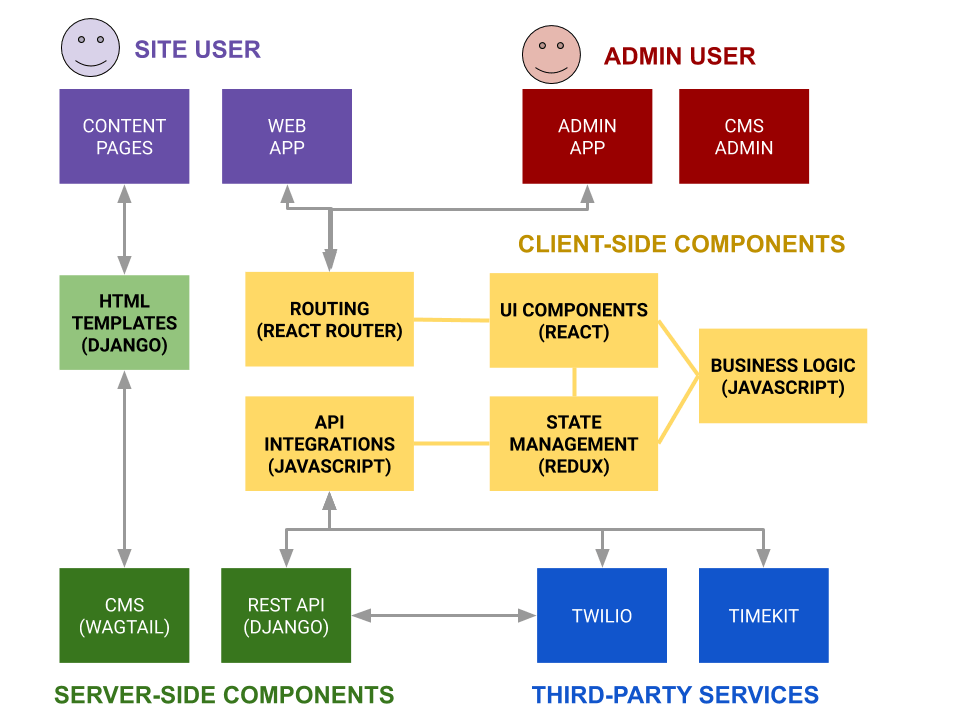 SITE USER
ADMIN USER
CONTENT
PAGES
WEB
APP
ADMIN
APP
CMS
ADMIN
CLIENT-SIDE COMPONENTS
HTML
TEMPLATES
(DJANGO)
ROUTING
(REACT ROUTER)
UI COMPONENTS
(REACT)
BUSINESS LOGIC
(JAVASCRIPT)
API
INTEGRATIONS
(JAVASCRIPT)
STATE
MANAGEMENT
(REDUX)
CMS
(WAGTAIL)
REST API
(DJANGO)
TWILIO
TIMEKIT
SERVER-SIDE COMPONENTS
THIRD-PARTY SERVICES